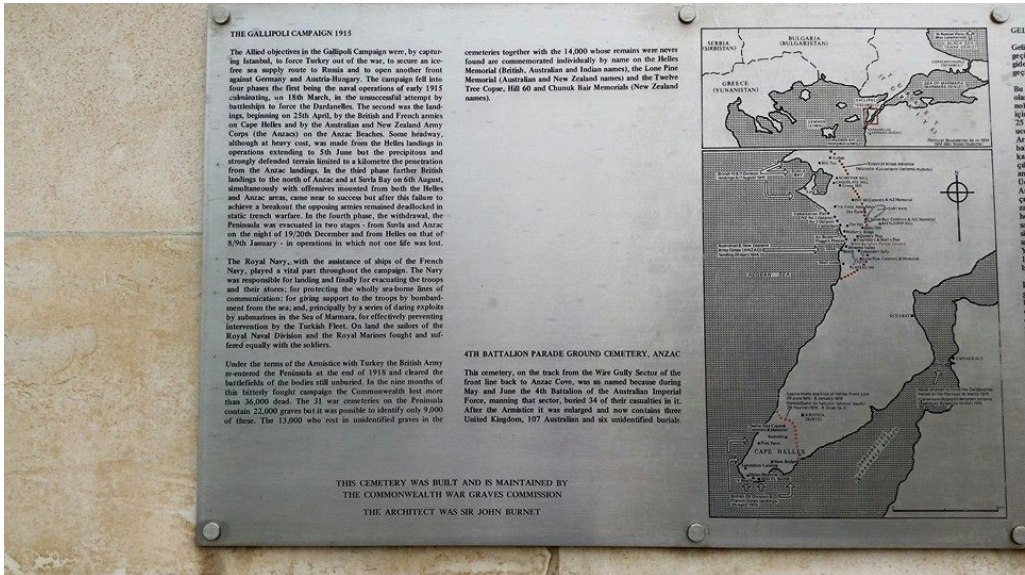 THE GALLIPOLI CAMPAIGN 1915
The Allied objectives in the Gallipoli Campaign were, by captur-
ing Istanbul, to force Turkey out of the war, to secure an ice-
free sea supply route to Russia and to open another front
against Germany and Austria-Hungary. The campaign fell into
four phases the first being the naval operations of early 1915
culminating, on 18th March, in the unsuccessful attempt by
battleships to force the Dardanelles. The second was the land-
ings, beginning on 25th April, by the British and French armies
on Cape Helles and by the Australian and New Zealand Army
Corps (the Anzacs) on the Anzac Beaches. Some headway,
although at heavy cost, was made from the Helles landings in
operations extending to 5th June but the precipitous and
strongly defended terrain limited to a kilometre the penetration
from the Anzac landings. In the third phase further British
landings to the north of Anzac and at Suvla Bay on 6th August,
simultaneously with offensives mounted from both the Helles
and Anzac areas, came near to success but after this failure to
achieve a breakout the opposing armies remained deadlocked in
static trench warfare. In the fourth phase, the withdrawal, the
Peninsula was evacuated in two stages - from Suvla and Anzac
on the night of 19/20th December and from Helles on that of
8/9th January - in operations in which not one life was lost.
The Royal Navy, with the assistance of ships of the French
Navy, played a vital part throughout the campaign. The Navy
was responsible for landing and finally for evacuating the troops
and their stores; for protecting the wholly sea-borne lines of
communication; for giving support to the troops by bombard-
ment from the sea; and, principally by a series of daring exploits
by submarines in the Sea of Marmara, for effectively preventing
intervention by the Turkish Fleet. On land the sailors of the
Royal Naval Division and the Royal Marines fought and suf-
fered equally with the soldiers.
Under the terms of the Armistice with Turkey the British Army
re-entered the Peninsula at the end of 1918 and cleared the
battlefields of the bodies still unburied. In the nine months of
this bitterly fought campaign the Commonwealth lost more
than 36,000 dead. The 31 war cemeteries on the Peninsula
contain 22,000 graves but it was possible to identify only 9,000
of these. The 13,000 who rest in unidentified graves in the
cemeteries together with the 14,000 whose remains were never
found are commemorated individually by name on the Helles
Memorial (British, Australian and Indian names), the Lone Pine
Memorial (Australian and New Zealand names) and the Twelve
Tree Copse, Hill 60 and Chunuk Bair Memorials (New Zealand
names).
4TH BATTALION PARADE GROUND CEMETERY, ANZAC
This cemetery, on the track from the Wire Gully Sector of the
front line back to Anzac Cove, was so named because during
May and June the 4th Battalion of the Australian Imperial
Force, manning that sector, buried 34 of their casualties in it.
After the Armistice it was enlarged and now contains three
United Kingdom, 107 Australian and six unidentified burials.
THIS CEMETERY WAS BUILT AND IS MAINTAINED BY
THE COMMONWEALTH WAR GRAVES COMMISSION
THE ARCHITECT WAS SIR JOHN BURNET
SERBIA
(SIRBISTAN)
BULGARIA
(BULGARISTAN)
GREECE
(YUNANISTAN)
GALLIPOLI
AEGEAN SEA
CAPE HELLES